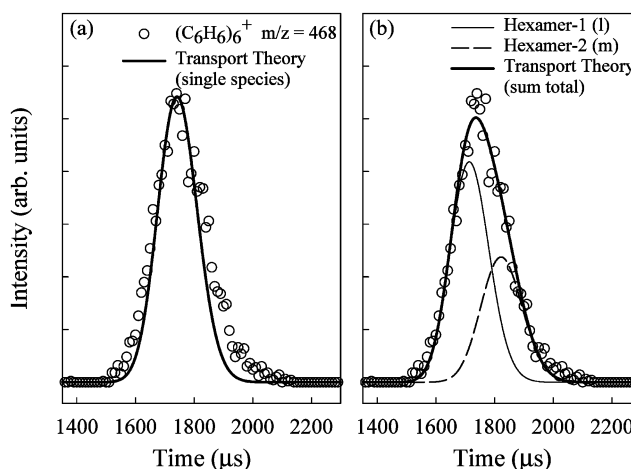 (a)
(C₆H₆)₆⁺ m/z = 468
Transport Theory
(single species)
(b)
Hexamer-1 (l)
Hexamer-2 (m)
Transport Theory
(sum total)
Intensity (arb. units)
1400 1600 1800 2000 2200
1400 1600 1800 2000 2200
Time (μs)
Time (μs)